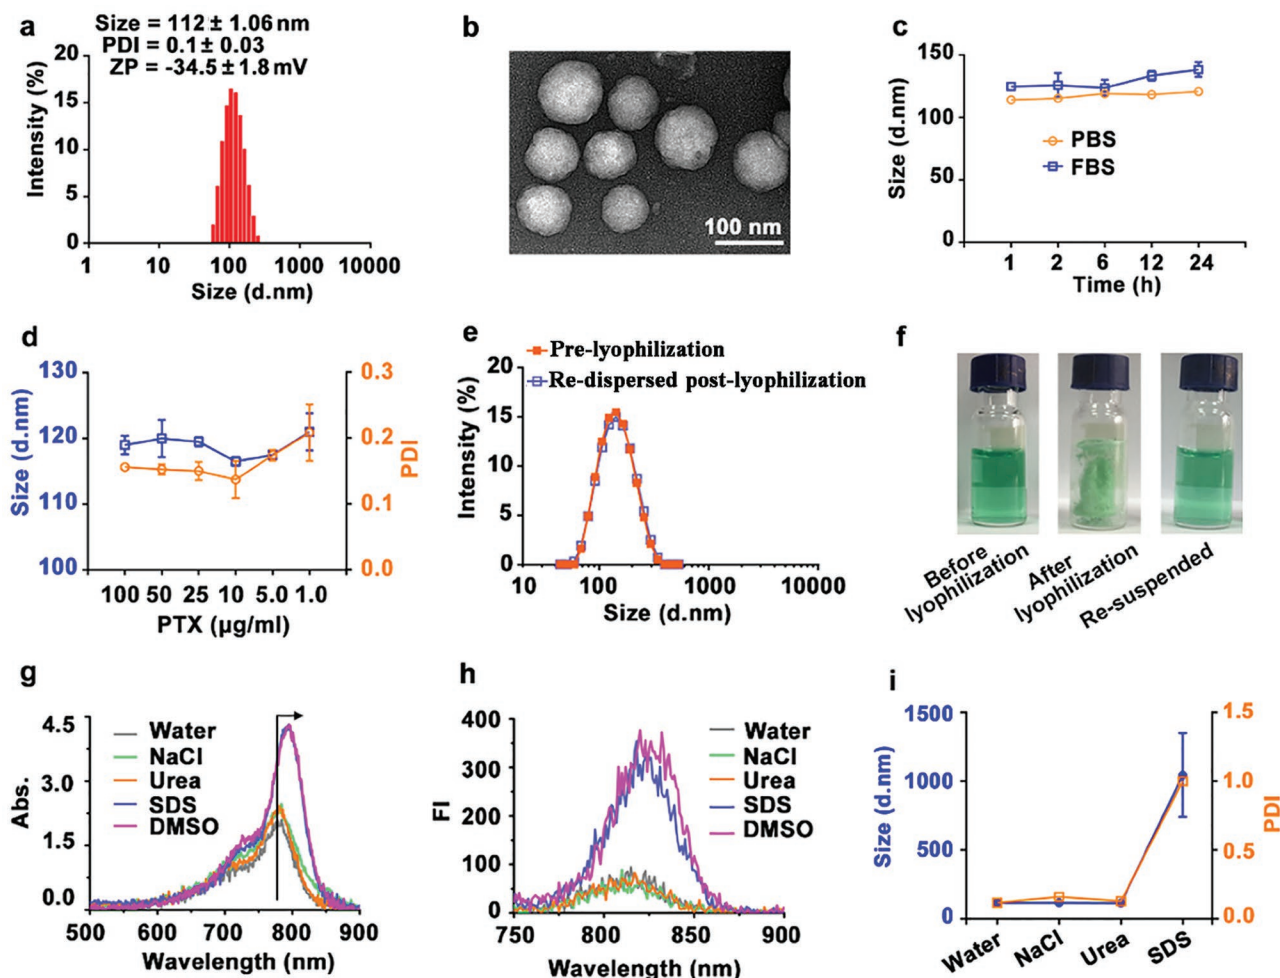 a
Size = 112 ± 1.06 nm
PDI = 0.1 ± 0.03
ZP = -34.5 ± 1.8 mV
Intensity (%)
20
15
10
5
0
1 10 100 1000 10000
Size (d.nm)
b
100 nm
c
Size (d.nm)
150
100
50
0
PBS
FBS
1 2 6 12 24
Time (h)
d
Size (d.nm)
130
120
110
100
0.3
0.2
0.1
0.0
PDI
100 50 25 10 5.0 1.0
PTX (µg/ml)
e
Pre-lyophilization
Re-dispersed post-lyophilization
Intensity (%)
20
15
10
5
0
10 100 1000 10000
Size (d.nm)
f
Before
lyophilization
After
lyophilization
Re-suspended
g
Abs.
4.5
3.0
1.5
0.0
Water
NaCl
Urea
SDS
DMSO
500 600 700 800 900
Wavelength (nm)
h
FI
400
300
200
100
0
Water
NaCl
Urea
SDS
DMSO
750 800 850 900
Wavelength (nm)
i
Size (d.nm)
1500
1000
500
0
1.5
1.0
0.5
0.0
PDI
Water NaCl Urea SDS